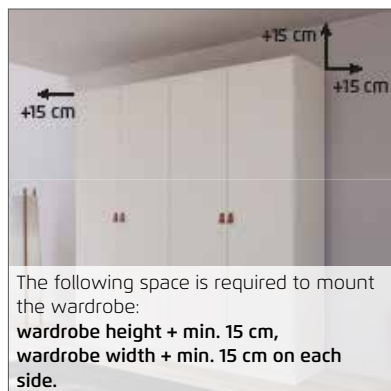 +15 cm
+15 cm
+15 cm
The following space is required to mount
the wardrobe:
wardrobe height + min. 15 cm,
wardrobe width + min. 15 cm on each
side.